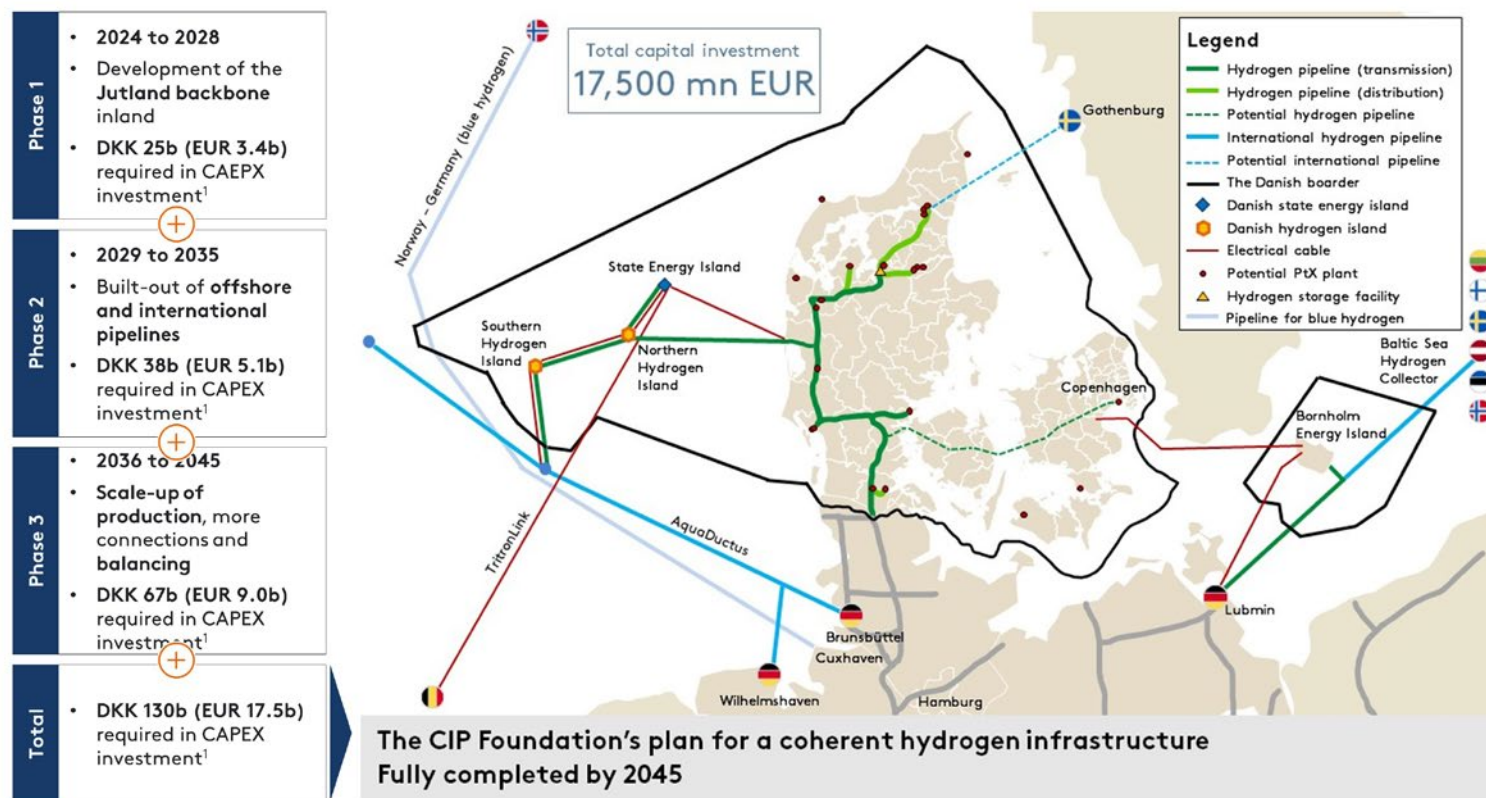 Phase 1
• 2024 to 2028
• Development of the
Jutland backbone
inland
• DKK 25b (EUR 3.4b)
required in CAEPX
investment¹
+
Phase 2
• 2029 to 2035
• Built-out of offshore
and international
pipelines
• DKK 38b (EUR 5.1b)
required in CAPEX
investment¹
+
Phase 3
• 2036 to 2045
• Scale-up of
production, more
connections and
balancing
• DKK 67b (EUR 9.0b)
required in CAPEX
investment¹
+
Total
• DKK 130b (EUR 17.5b)
required in CAPEX
investment¹
Total capital investment
17,500 mn EUR
Norway – Germany (blue hydrogen)
Gothenburg
State Energy Island
Southern
Hydrogen
Island
Northern
Hydrogen
Island
Copenhagen
Bornholm
Energy Island
Baltic Sea
Hydrogen
Collector
AquaDuctus
TritronLink
Brunsbüttel
Cuxhaven
Wilhelmshaven
Hamburg
Lubmin
Legend
Hydrogen pipeline (transmission)
Hydrogen pipeline (distribution)
Potential hydrogen pipeline
International hydrogen pipeline
Potential international pipeline
The Danish boarder
Danish state energy island
Danish hydrogen island
Electrical cable
Potential PtX plant
Hydrogen storage facility
Pipeline for blue hydrogen
The CIP Foundation's plan for a coherent hydrogen infrastructure
Fully completed by 2045